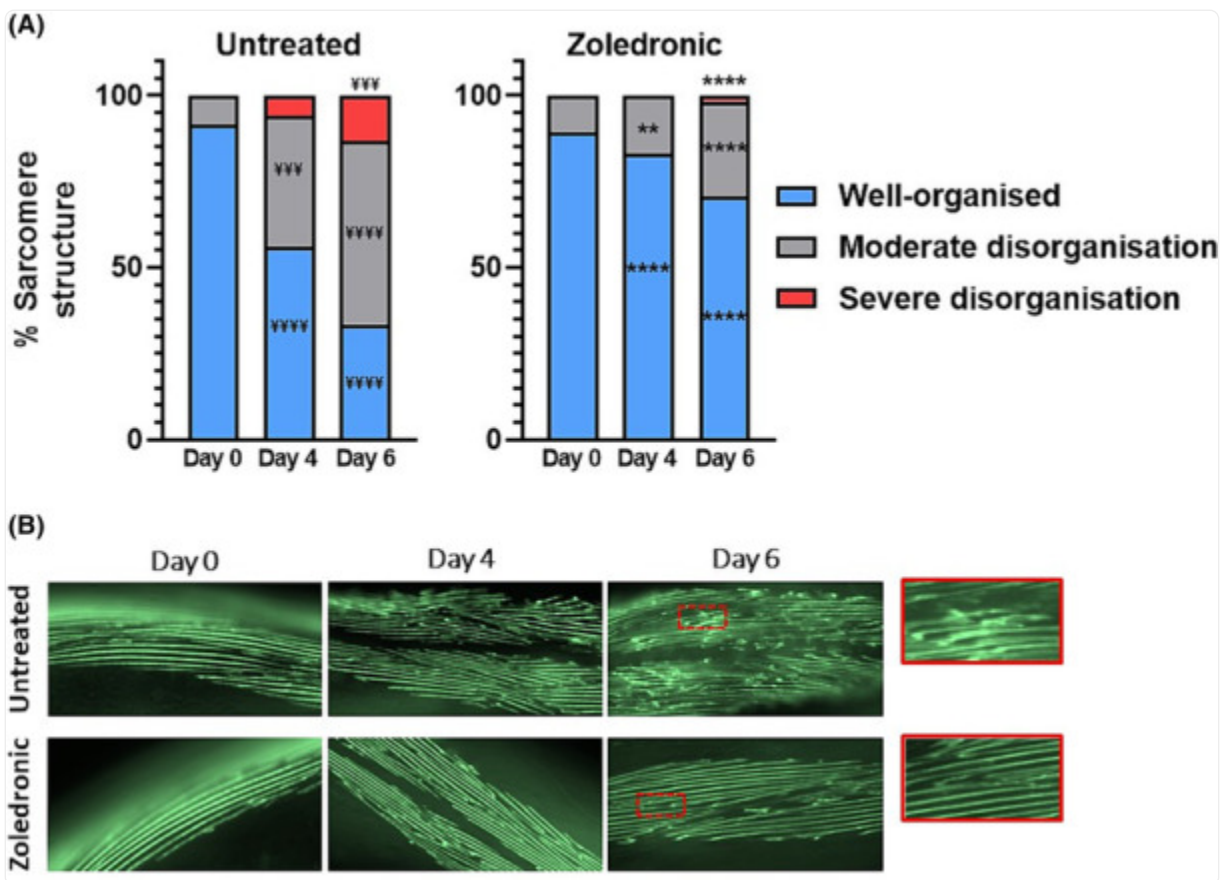 (A)
Untreated
Zoledronic
% Sarcomere
structure
100
50
0
¥¥¥
¥¥¥
¥¥¥¥
¥¥¥¥
¥¥¥¥
Day 0 Day 4 Day 6
100
50
0
****
**
****
****
****
Day 0 Day 4 Day 6
Well-organised
Moderate disorganisation
Severe disorganisation
(B)
Day 0
Day 4
Day 6
Untreated
Zoledronic